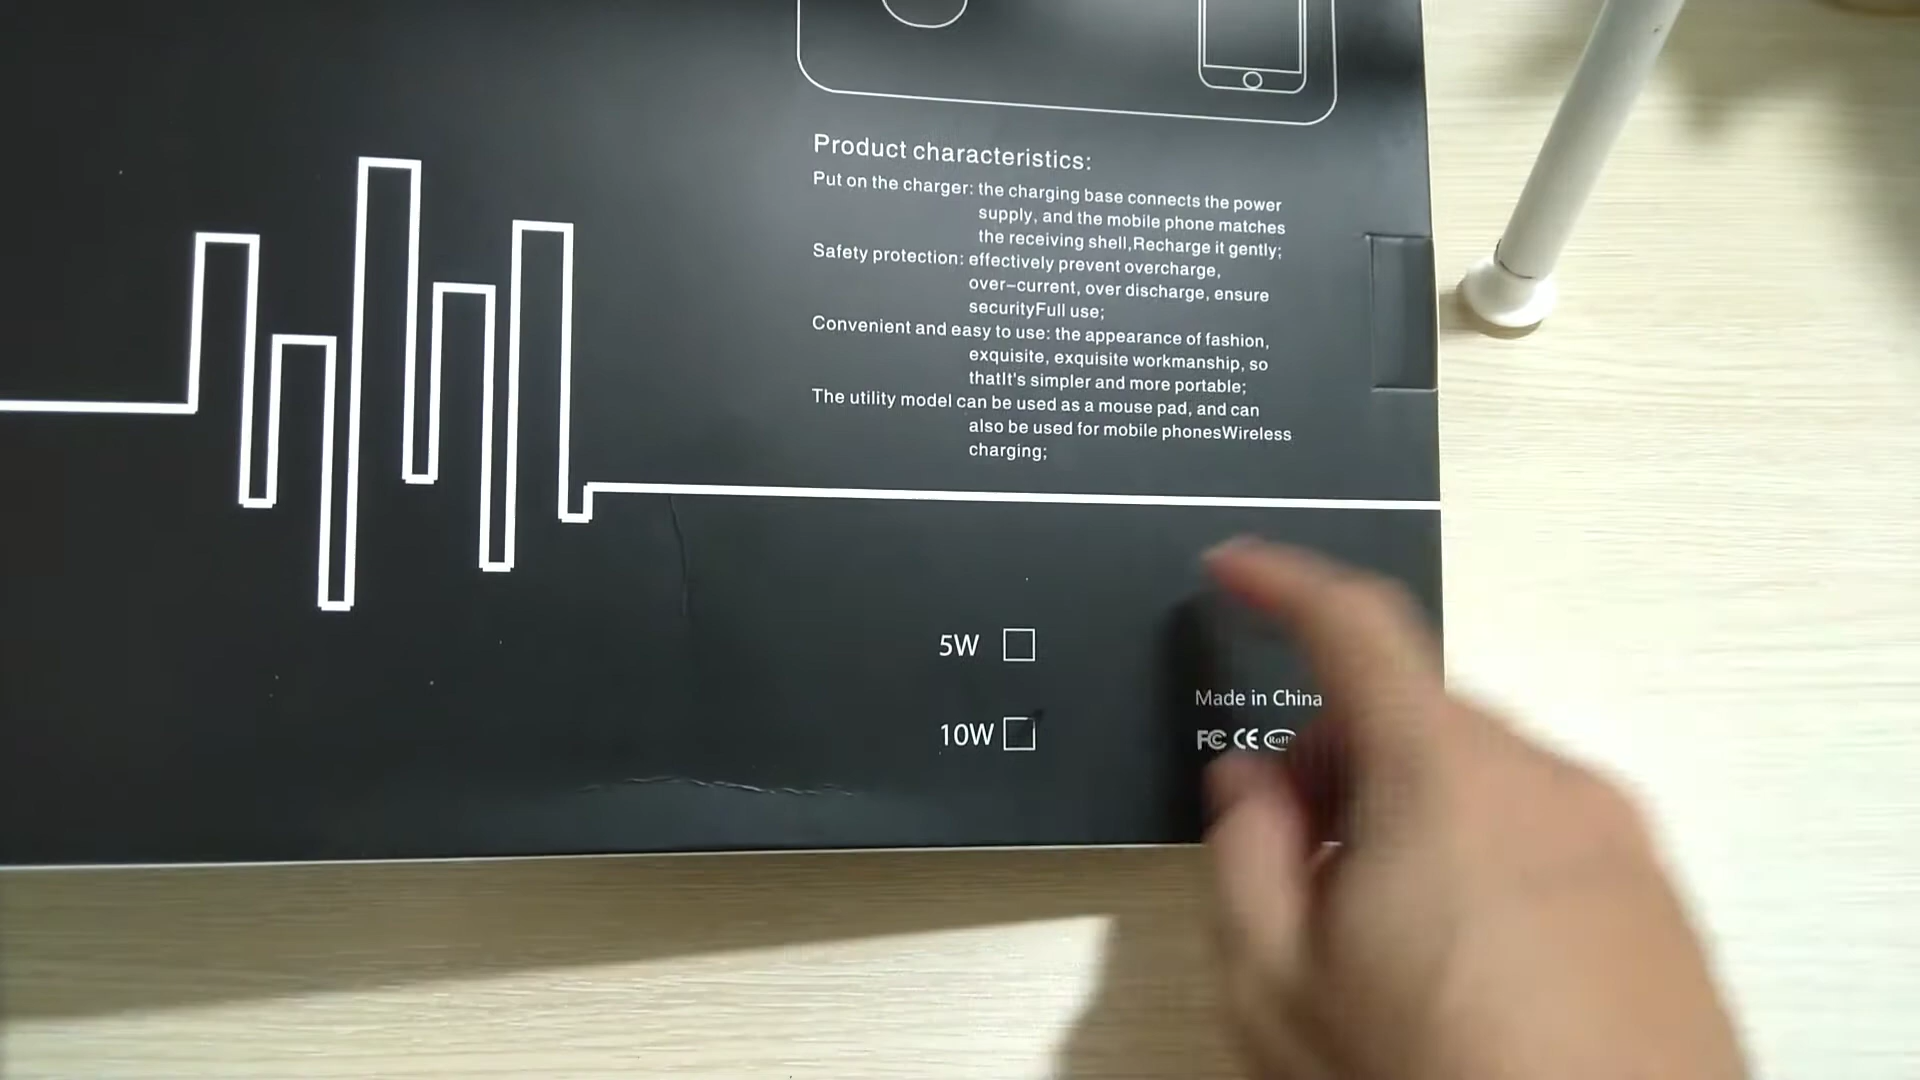 Product characteristics:
Put on the charger: the charging base connects the power
supply, and the mobile phone matches
the receiving shell,Recharge it gently;
Safety protection: effectively prevent overcharge,
over-current, over discharge, ensure
securityFull use;
Convenient and easy to use: the appearance of fashion,
exquisite, exquisite workmanship, so
thatIt's simpler and more portable;
The utility model can be used as a mouse pad, and can
also be used for mobile phonesWireless
charging;
5W
10W
Made in China
FC CE RoHS